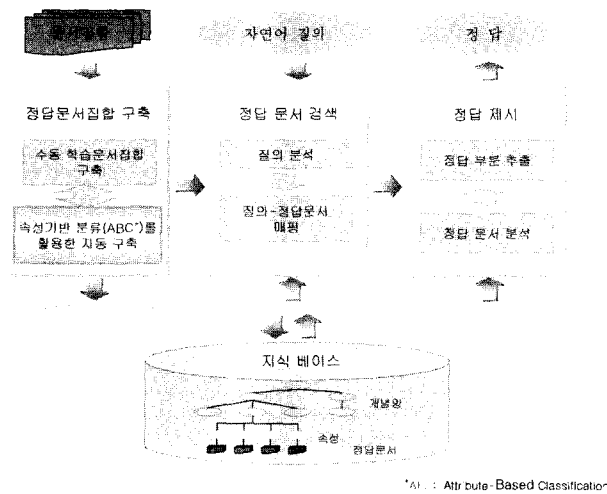 자연어 질의
정 답
정답문서집합 구축
수동 학습문서집합
구축
속성기반 분류(ABC*)를
활용한 자동 구축
정답 문서 검색
질의 분석
질의-정답문서
매핑
정답 제시
정답 부분 추출
정답 문서 분석
지식 베이스
개념망
속성
정답문서
Attribute-Based Classification